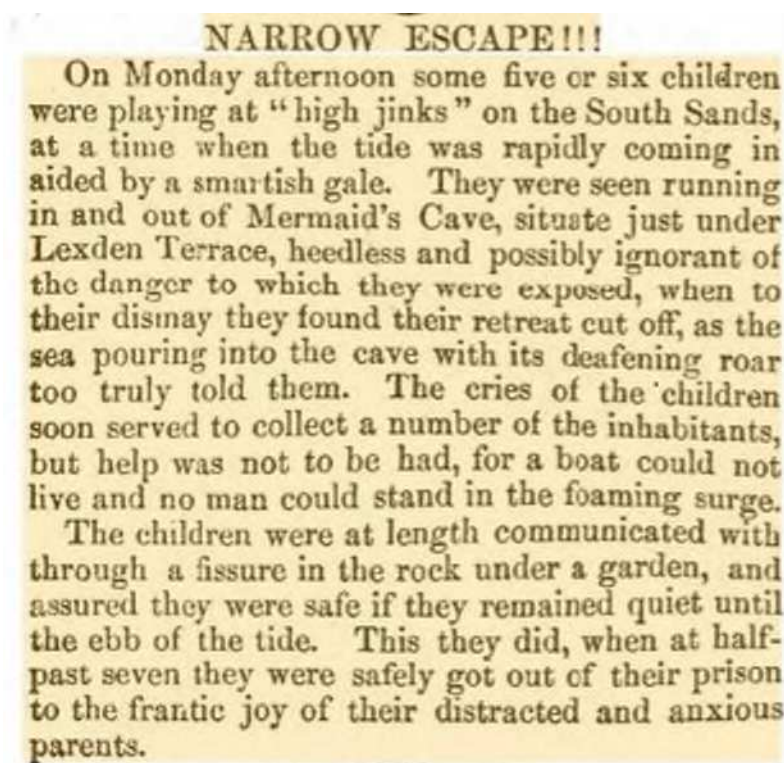 NARROW ESCAPE!!!
On Monday afternoon some five or six children
were playing at "high jinks" on the South Sands,
at a time when the tide was rapidly coming in
aided by a smartish gale. They were seen running
in and out of Mermaid's Cave, situate just under
Lexden Terrace, heedless and possibly ignorant of
the danger to which they were exposed, when to
their dismay they found their retreat cut off, as the
sea pouring into the cave with its deafening roar
too truly told them. The cries of the children
soon served to collect a number of the inhabitants,
but help was not to be had, for a boat could not
live and no man could stand in the foaming surge.
The children were at length communicated with
through a fissure in the rock under a garden, and
assured they were safe if they remained quiet until
the ebb of the tide. This they did, when at half-
past seven they were safely got out of their prison
to the frantic joy of their distracted and anxious
parents.